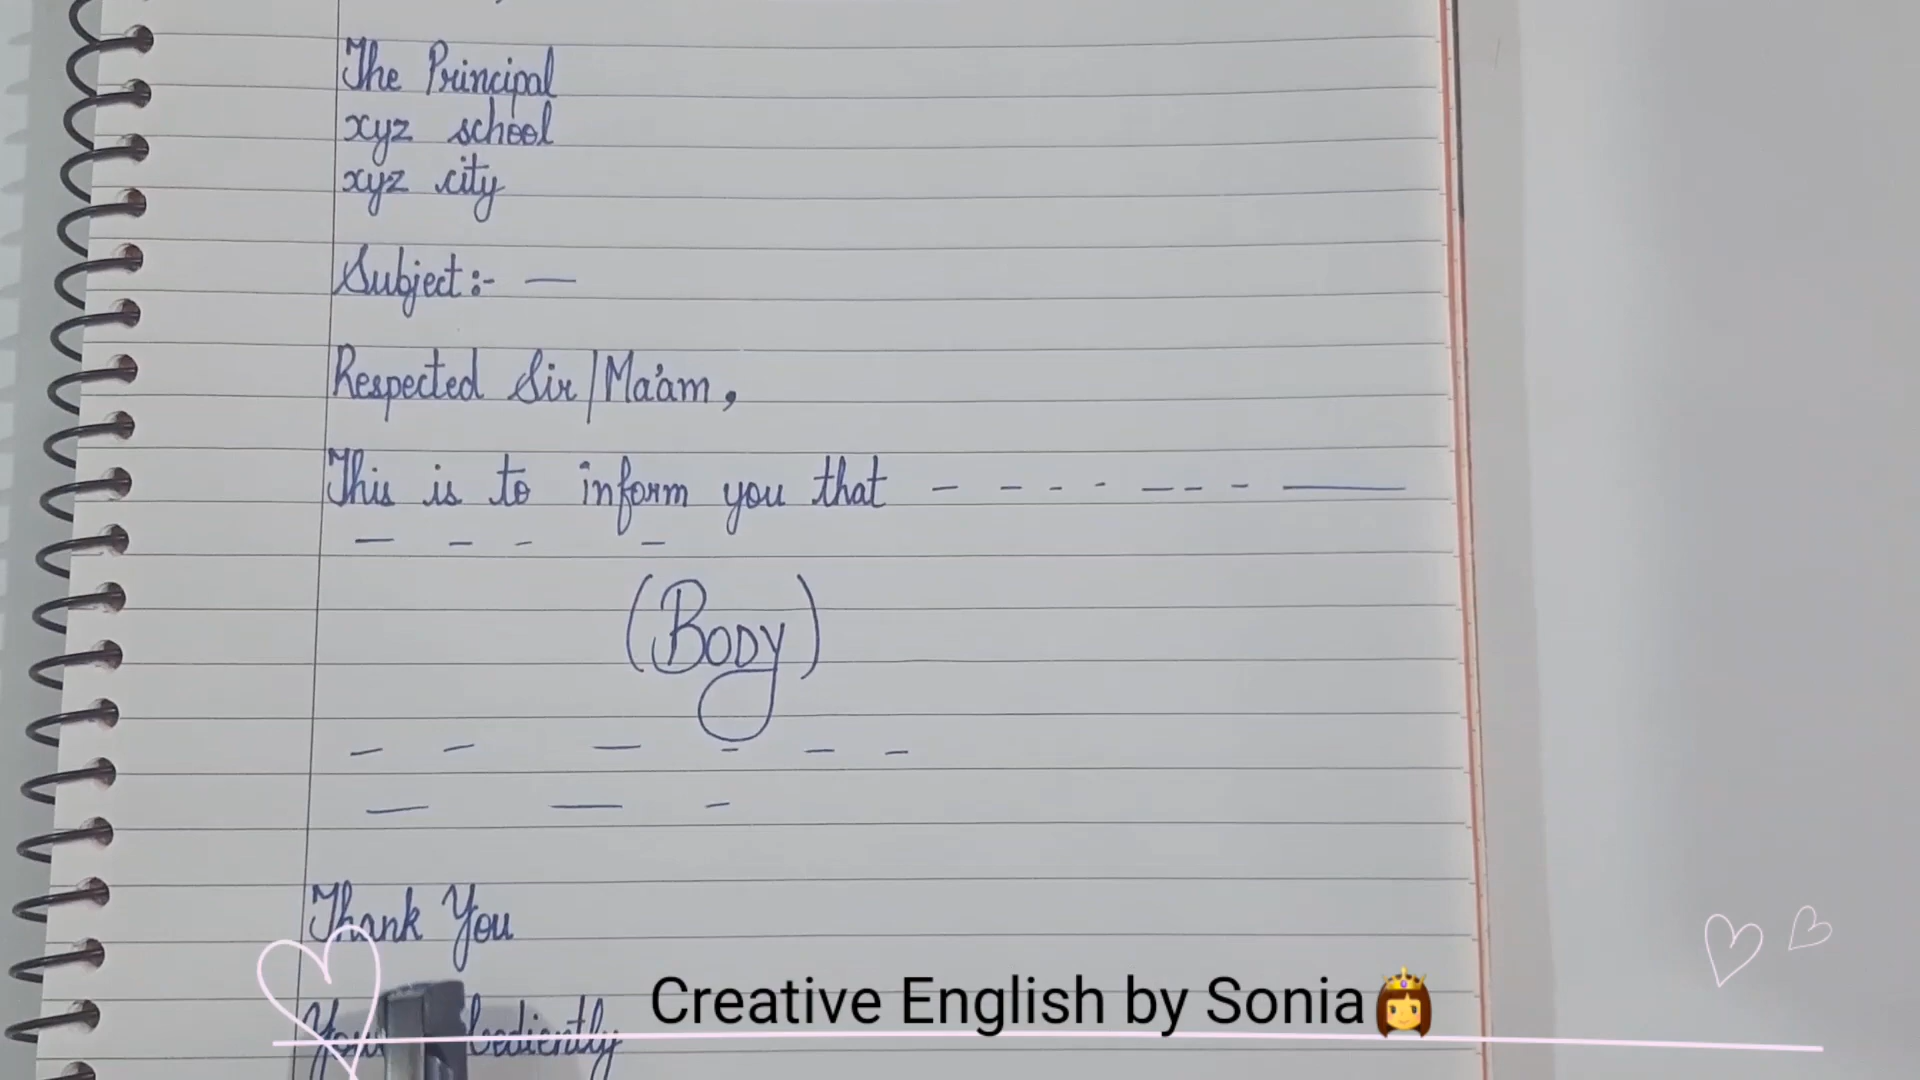 The Principal
xyz school
xyz city
Subject:- —
Respected Sir/Ma'am,
This is to inform you that - - - - — - - ——
— - - -
(BODY)
- - — - - -
— — -
Thank You
Creative English by Sonia👸